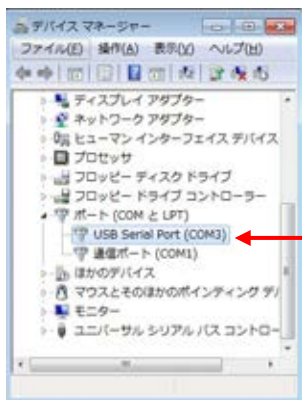 デバイス マネージャー
ファイル(F) 操作(A) 表示(V) ヘルプ(H)
ディスプレイ アダプター
ネットワーク アダプター
ヒューマン インターフェイス デバイス
プロセッサ
フロッピー ディスク ドライブ
フロッピー ドライブ コントローラー
ポート (COM と LPT)
USB Serial Port (COM3)
通信ポート (COM1)
ほかのデバイス
マウスとそのほかのポインティング デ
モニター
ユニバーサル シリアル バス コントロー